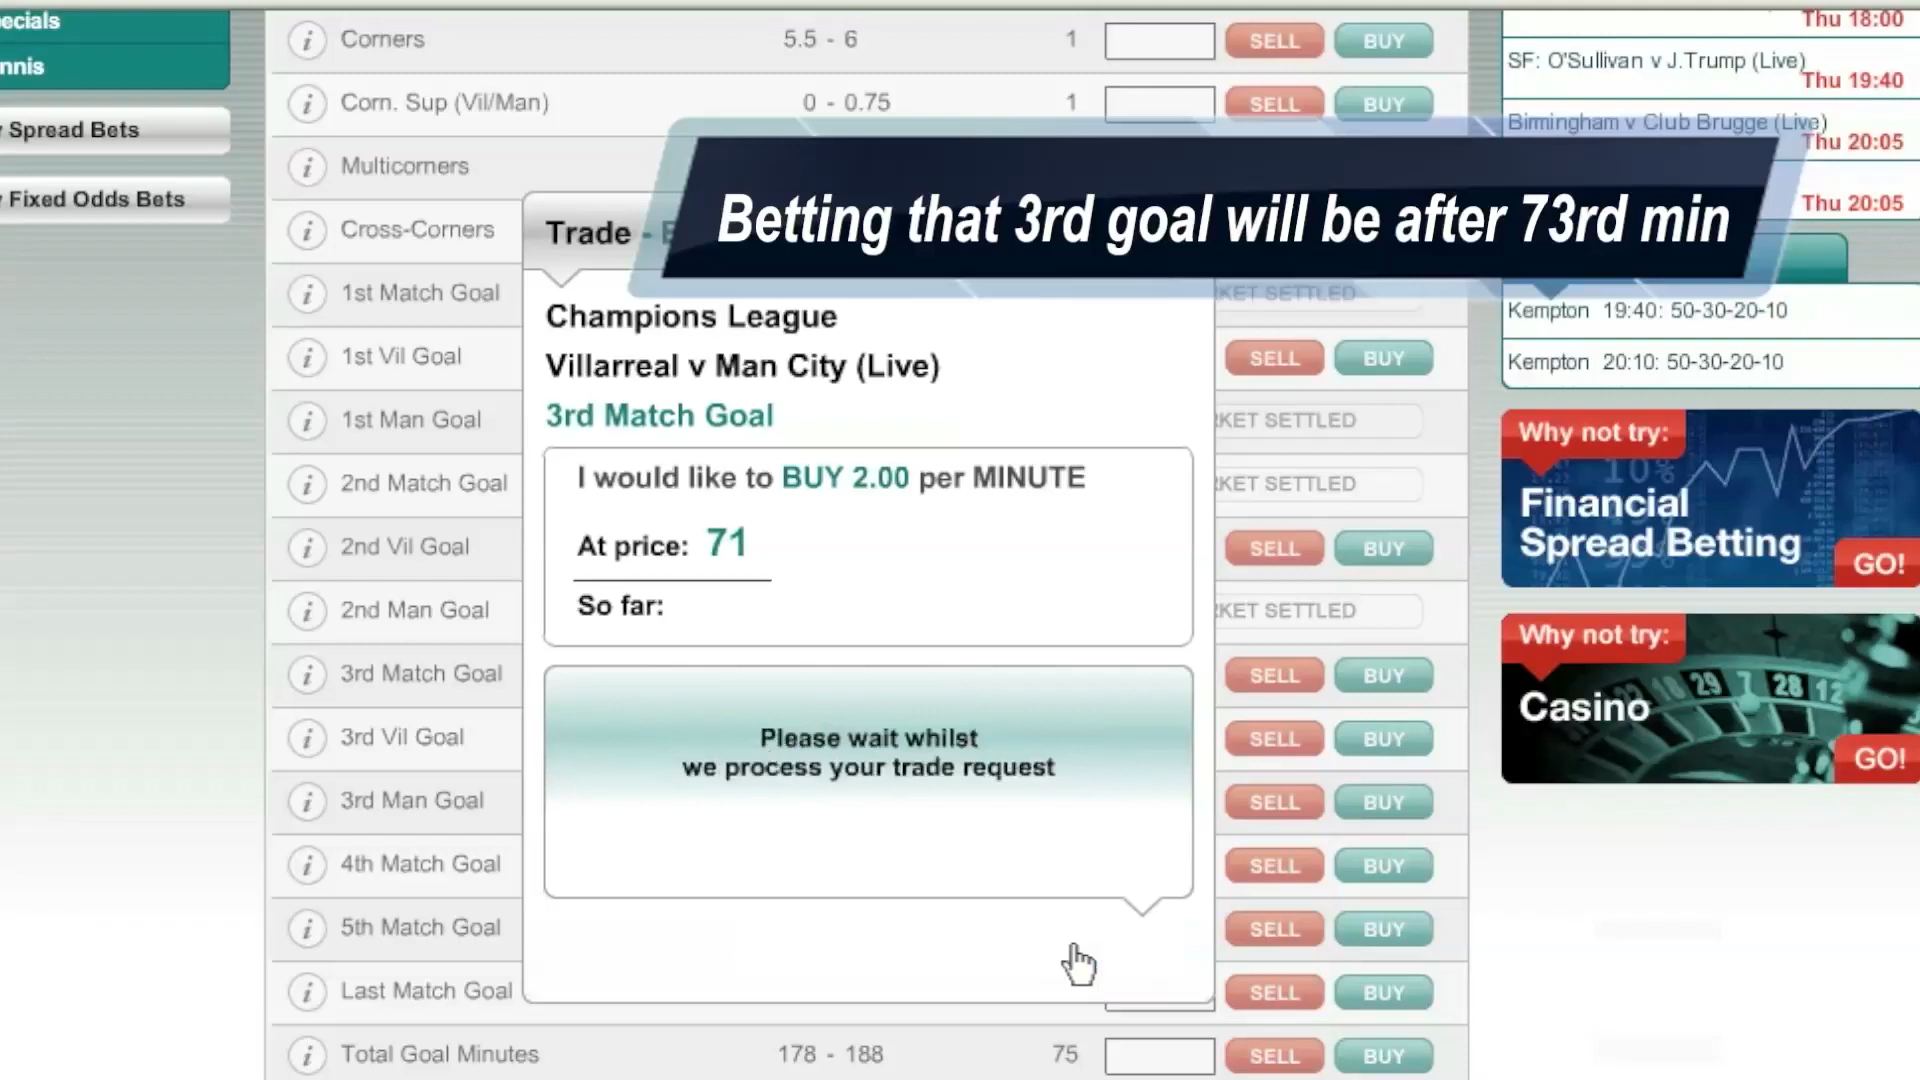 ecials
nnis
Spread Bets
Fixed Odds Bets
Corners 5.5 - 6 1 SELL BUY
Corn. Sup (Vil/Man) 0 - 0.75 1 SELL BUY
Multicorners
Cross-Corners
1st Match Goal KET SETTLED
1st Vil Goal SELL BUY
1st Man Goal KET SETTLED
2nd Match Goal KET SETTLED
2nd Vil Goal SELL BUY
2nd Man Goal KET SETTLED
3rd Match Goal SELL BUY
3rd Vil Goal SELL BUY
3rd Man Goal SELL BUY
4th Match Goal SELL BUY
5th Match Goal SELL BUY
Last Match Goal SELL BUY
Total Goal Minutes 178 - 188 75 SELL BUY
Trade -
Betting that 3rd goal will be after 73rd min
Champions League
Villarreal v Man City (Live)
3rd Match Goal
I would like to BUY 2.00 per MINUTE
At price: 71
So far:
Please wait whilst
we process your trade request
Thu 18:00
SF: O'Sullivan v J.Trump (Live)
Thu 19:40
Birmingham v Club Brugge (Live)
Thu 20:05
Thu 20:05
Kempton 19:40: 50-30-20-10
Kempton 20:10: 50-30-20-10
Why not try:
Financial
Spread Betting
GO!
Why not try:
Casino
GO!